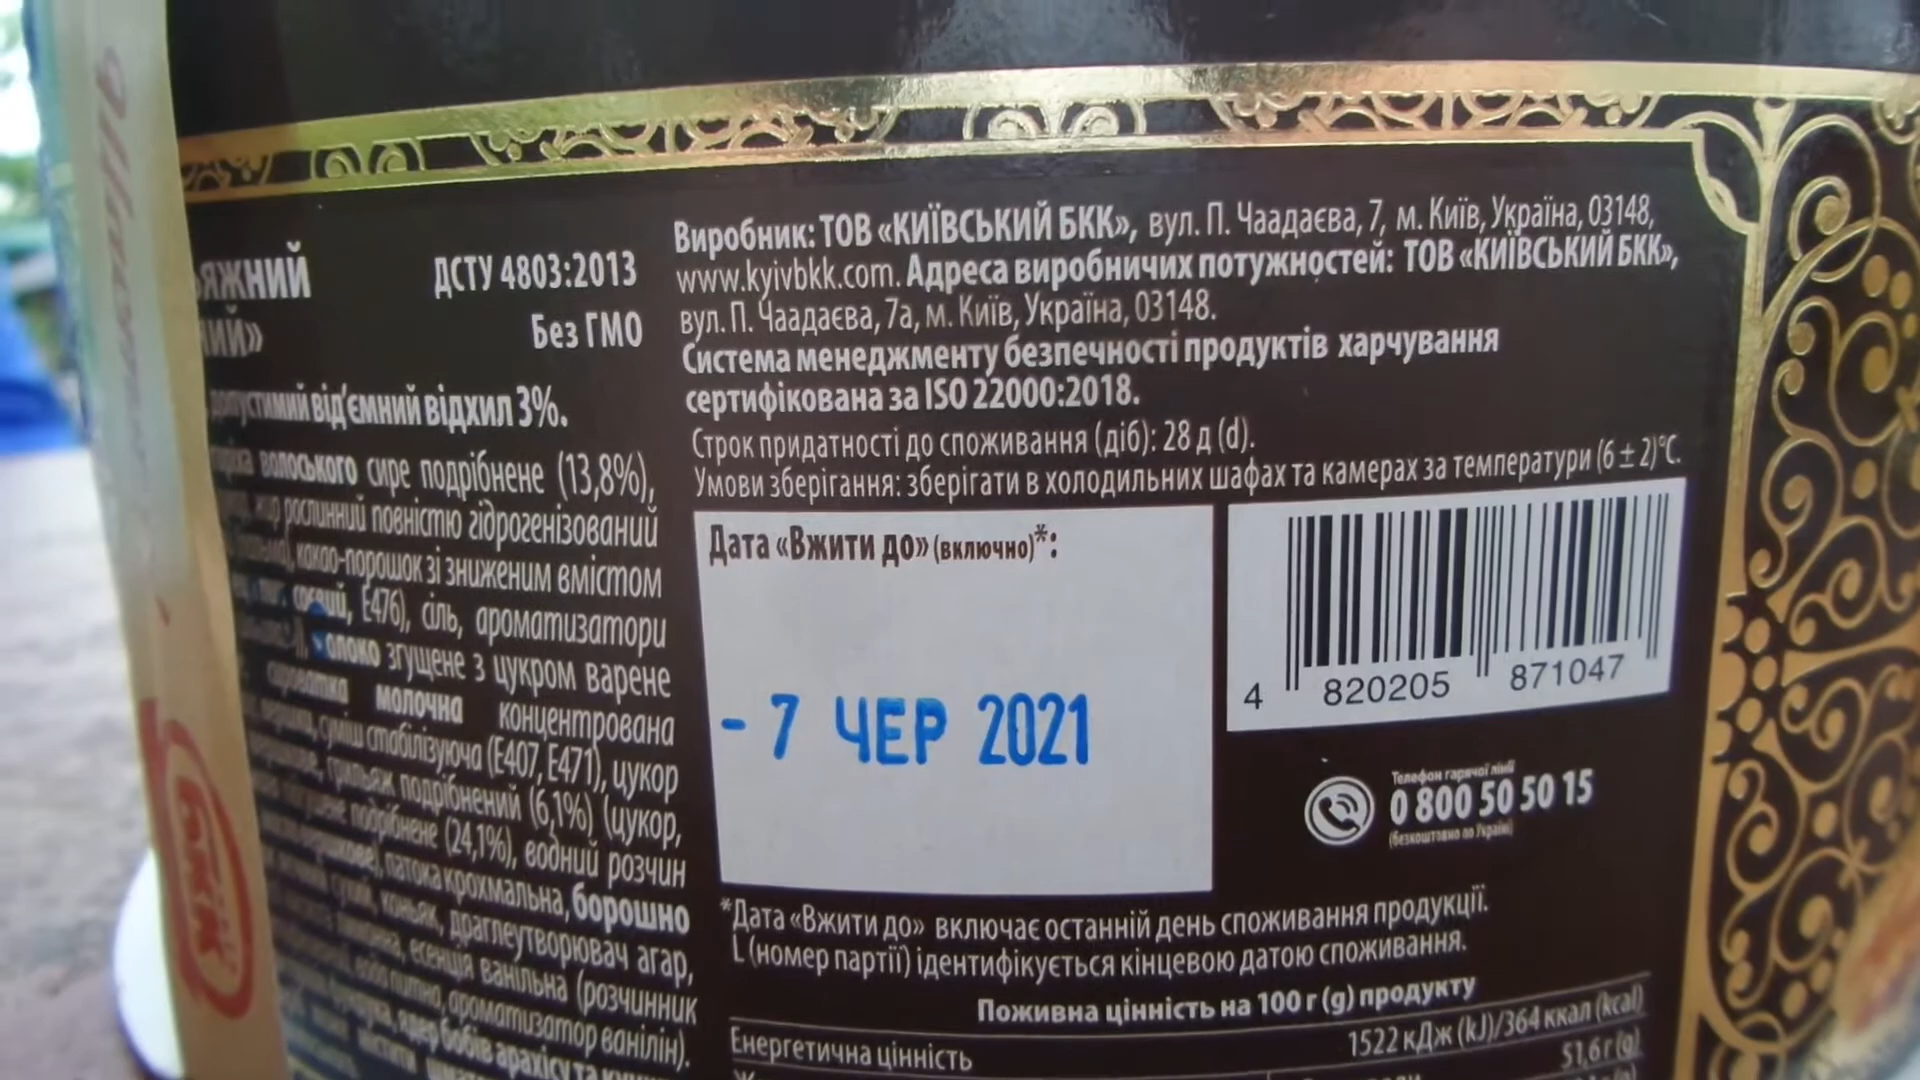 яжний
ний»
ДСТУ 4803:2013
Без ГМО
допустимий від'ємний відхил 3%.
волоського сире подрібнене (13,8%),
жир рослинний повністю гідрогенізований
какао-порошок зі зниженим вмістом
соєвий, Е476), сіль, ароматизатори
молоко згущене з цукром варене
сироватка молочна концентрована
суміш стабілізуюча (Е407, Е471), цукор
грильяж подрібнений (6,1%) (цукор,
подрібнене (24,1%), водний розчин
патока крохмальна, борошно
коньяк, драглеутворювач агар,
есенція ванільна (розчинник
вода питна, ароматизатор ванілін).
ядер бобів арахісу та
БКК
Виробник: ТОВ «КИЇВСЬКИЙ БКК», вул. П. Чаадаєва, 7, м. Київ, Україна, 03148,
www.kyivbkk.com. Адреса виробничих потужностей: ТОВ «КИЇВСЬКИЙ БКК»,
вул. П. Чаадаєва, 7а, м. Київ, Україна, 03148.
Система менеджменту безпечності продуктів харчування
сертифікована за ISO 22000:2018.
Строк придатності до споживання (діб): 28 д (d).
Умови зберігання: зберігати в холодильних шафах та камерах за температури (6 ± 2)°С.
Дата «Вжити до» (включно)*:
- 7 ЧЕР 2021
4 820205 871047
Телефон гарячої лінії
0 800 50 50 15
(безкоштовно по Україні)
*Дата «Вжити до» включає останній день споживання продукції.
L (номер партії) ідентифікується кінцевою датою споживання.
Поживна цінність на 100 г (g) продукту
Енергетична цінність 1522 кДж (kJ)/364 ккал (kcal)
51,6 г (g)